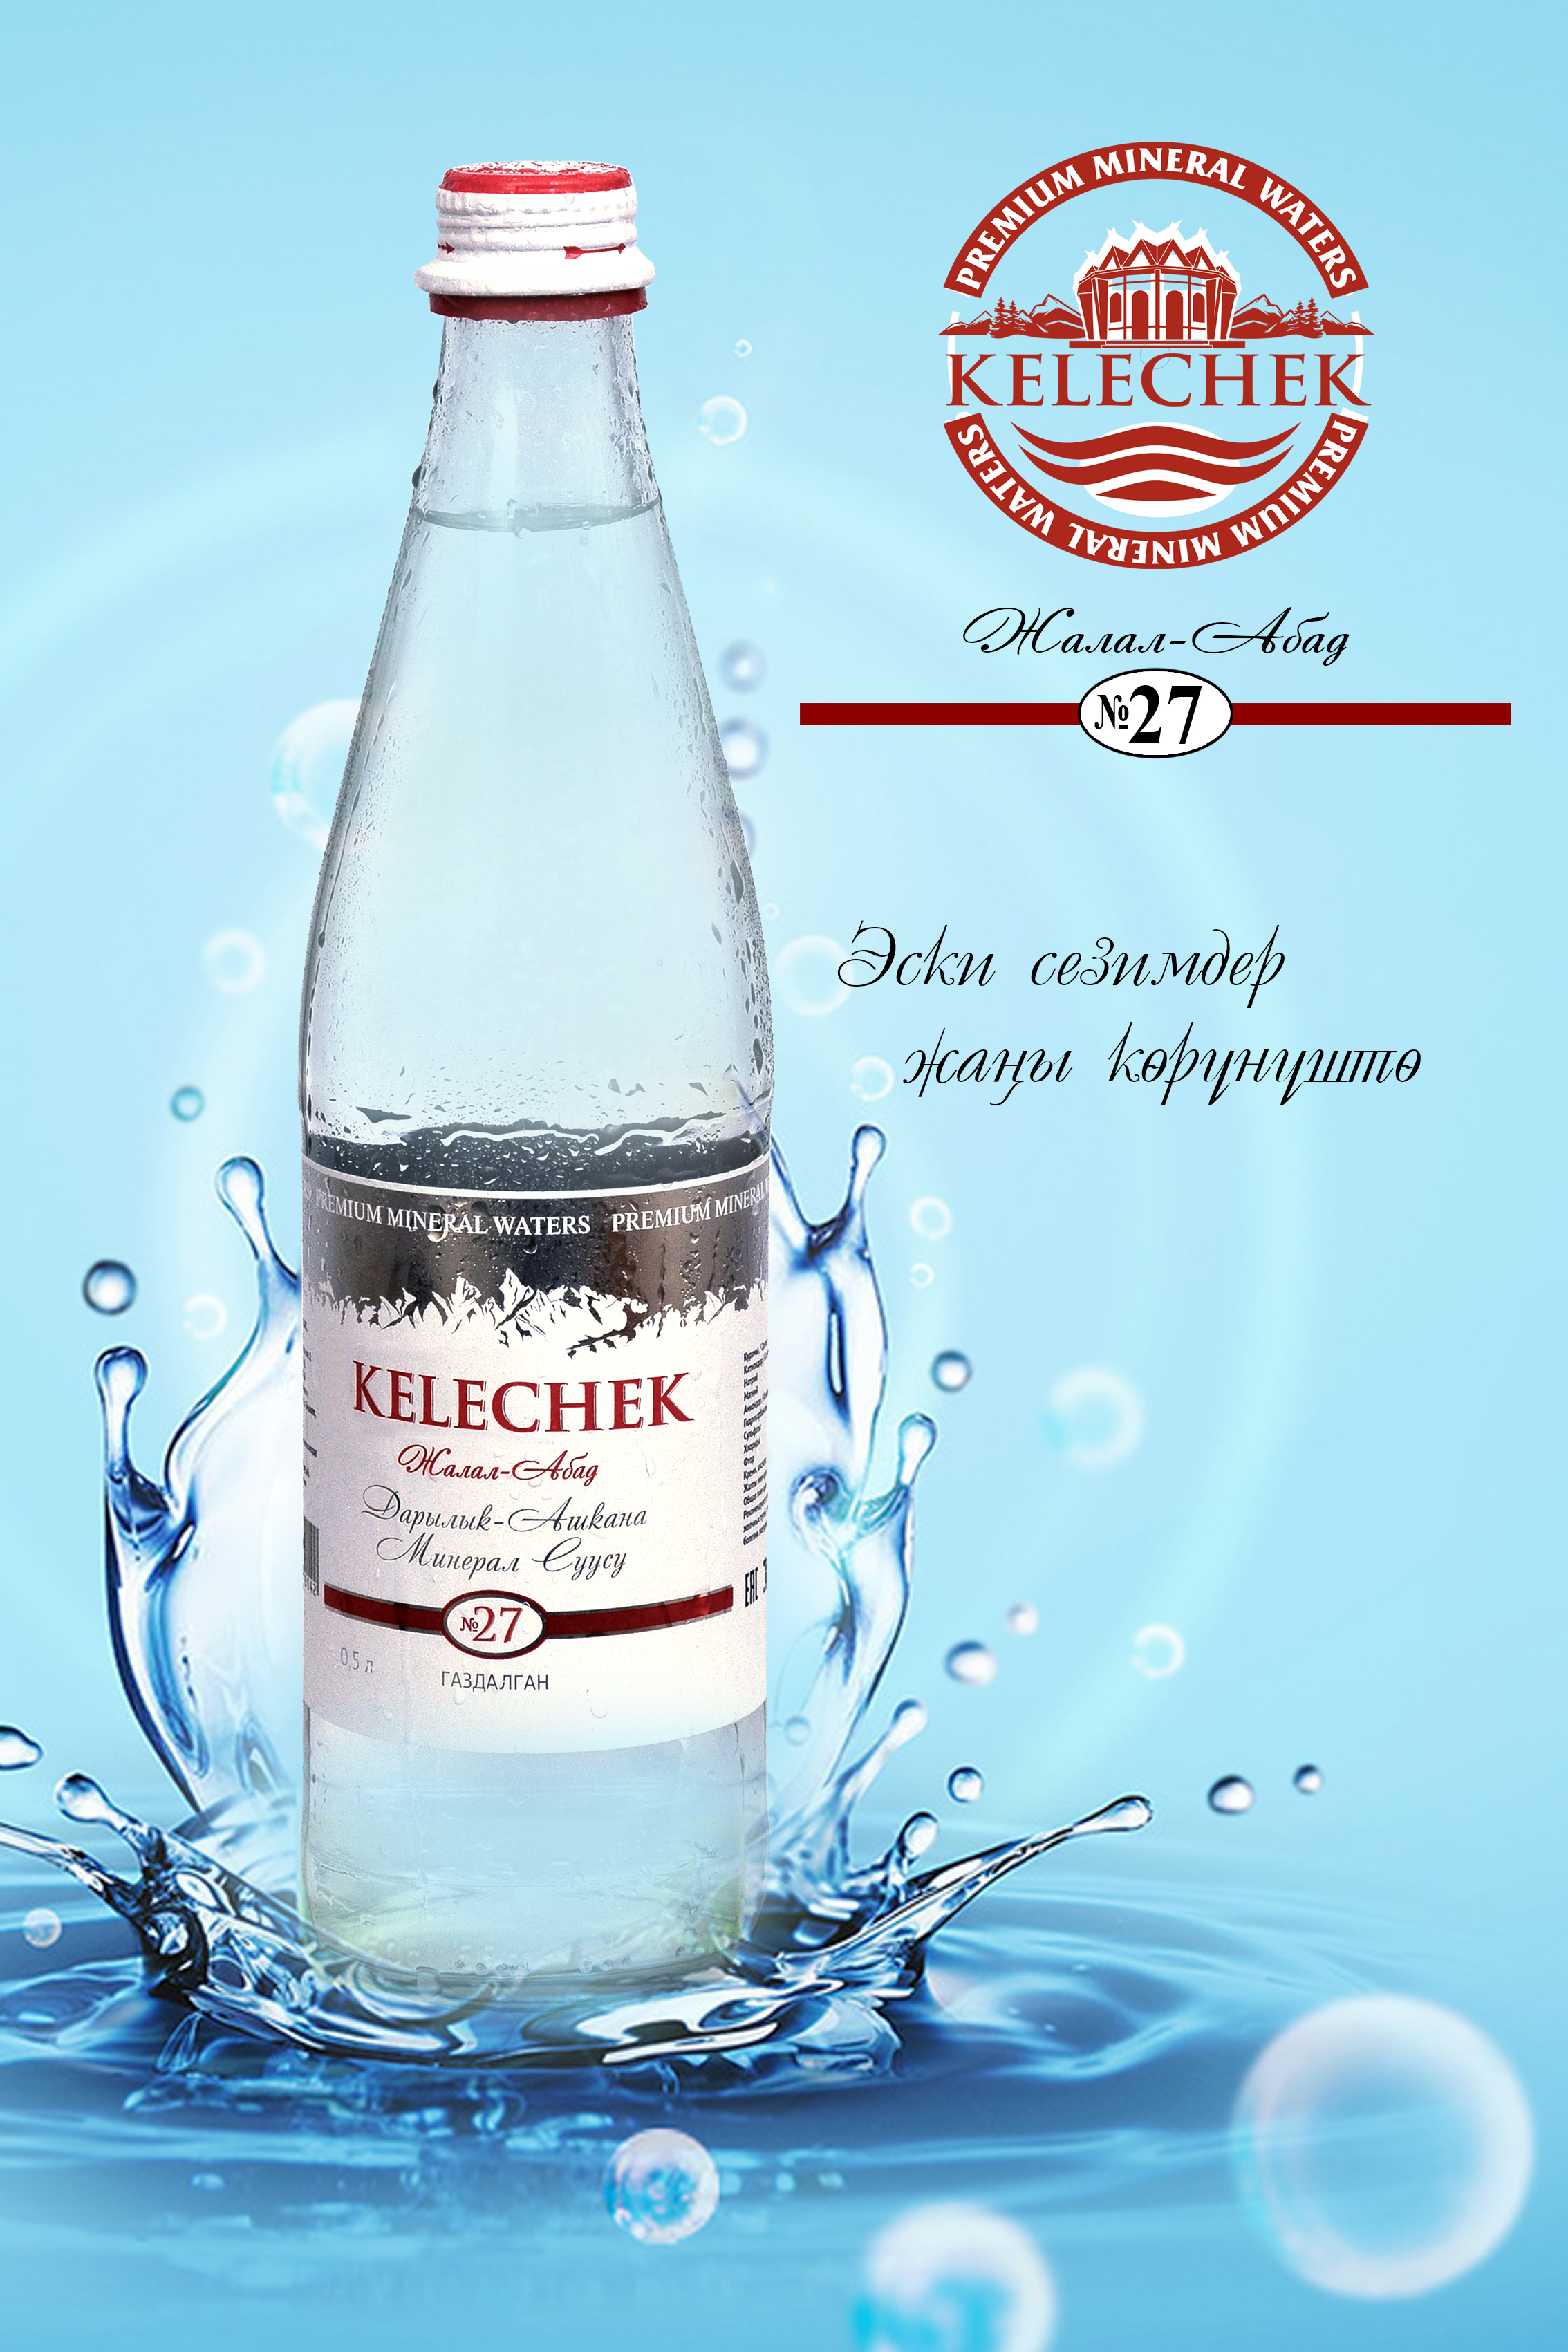 PREMIUM MINERAL WATERS
KELECHEK
PREMIUM MINERAL WATERS
Жалал-Абад
№27
Эски сезимдер
жаңы көрүнүштө
PREMIUM MINERAL WATERS PREMIUM MINERAL
KELECHEK
Жалал-Абад
Дарылык-Ашкана
Минерал Суусу
№27
0,5 л
ГАЗДАЛГАН
EAC